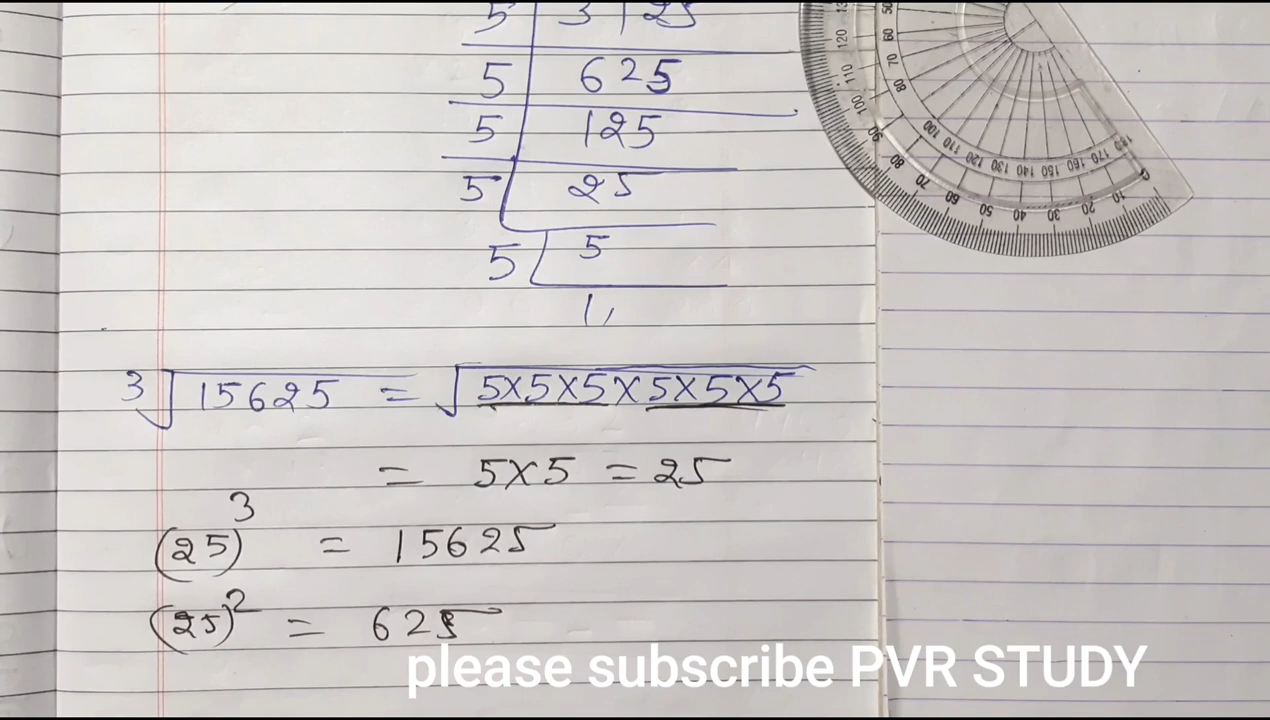 5 3125
5 625
5 125
5 25
5 5
1,,
3√15625 = √5×5×5×5×5×5
= 5×5 = 25
(25)³ = 15625
(25)² = 625
please subscribe PVR STUDY